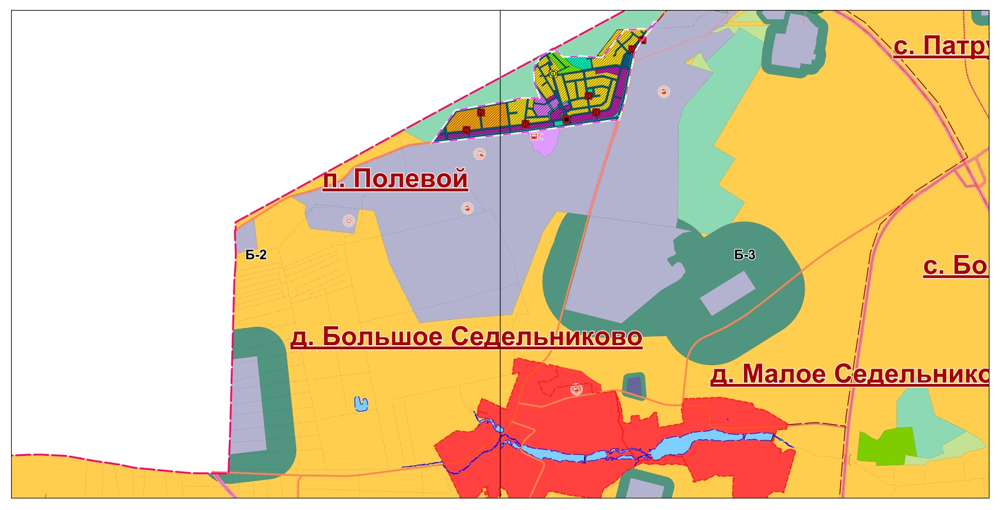 с. Патру
п. Полевой
Б-2
Б-3
с. Бо
д. Большое Седельниково
д. Малое Седельнико